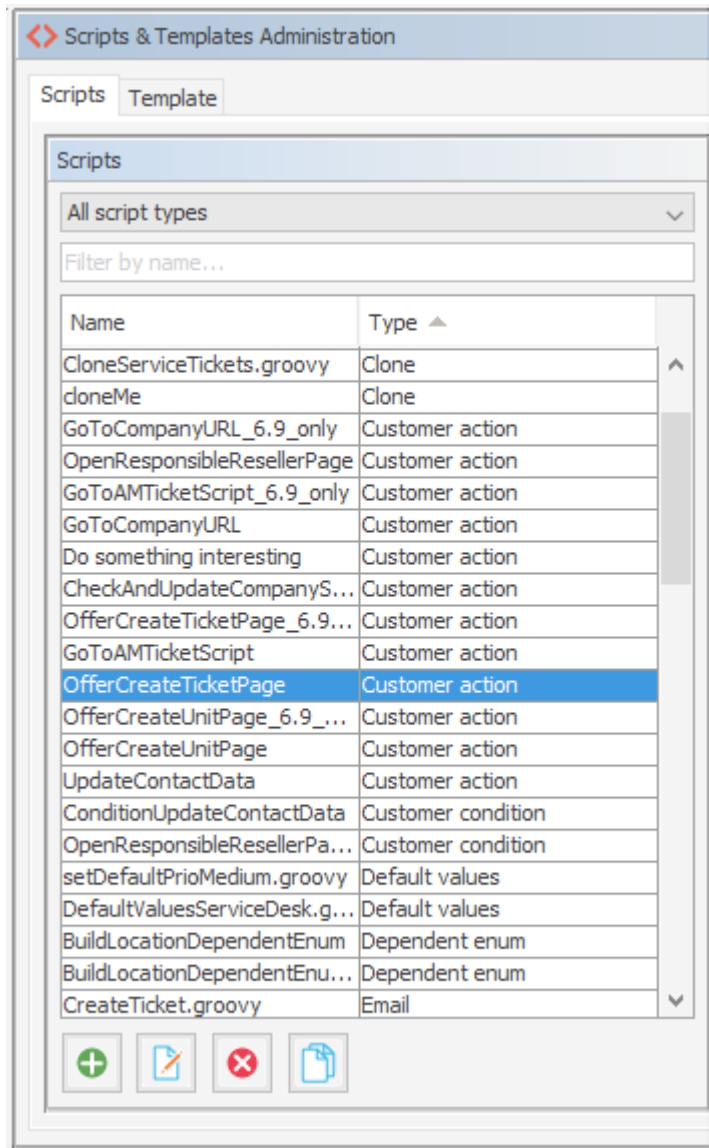 Scripts & Templates Administration
Scripts Template
Scripts
All script types
Filter by name...
Name Type
CloneServiceTickets.groovy Clone
cloneMe Clone
GoToCompanyURL_6.9_only Customer action
OpenResponsibleResellerPage Customer action
GoToAMTicketScript_6.9_only Customer action
GoToCompanyURL Customer action
Do something interesting Customer action
CheckAndUpdateCompanyS... Customer action
OfferCreateTicketPage_6.9... Customer action
GoToAMTicketScript Customer action
OfferCreateTicketPage Customer action
OfferCreateUnitPage_6.9_... Customer action
OfferCreateUnitPage Customer action
UpdateContactData Customer action
ConditionUpdateContactData Customer condition
OpenResponsibleResellerPa... Customer condition
setDefaultPrioMedium.groovy Default values
DefaultValuesServiceDesk.g... Default values
BuildLocationDependentEnum Dependent enum
BuildLocationDependentEnu... Dependent enum
CreateTicket.groovy Email